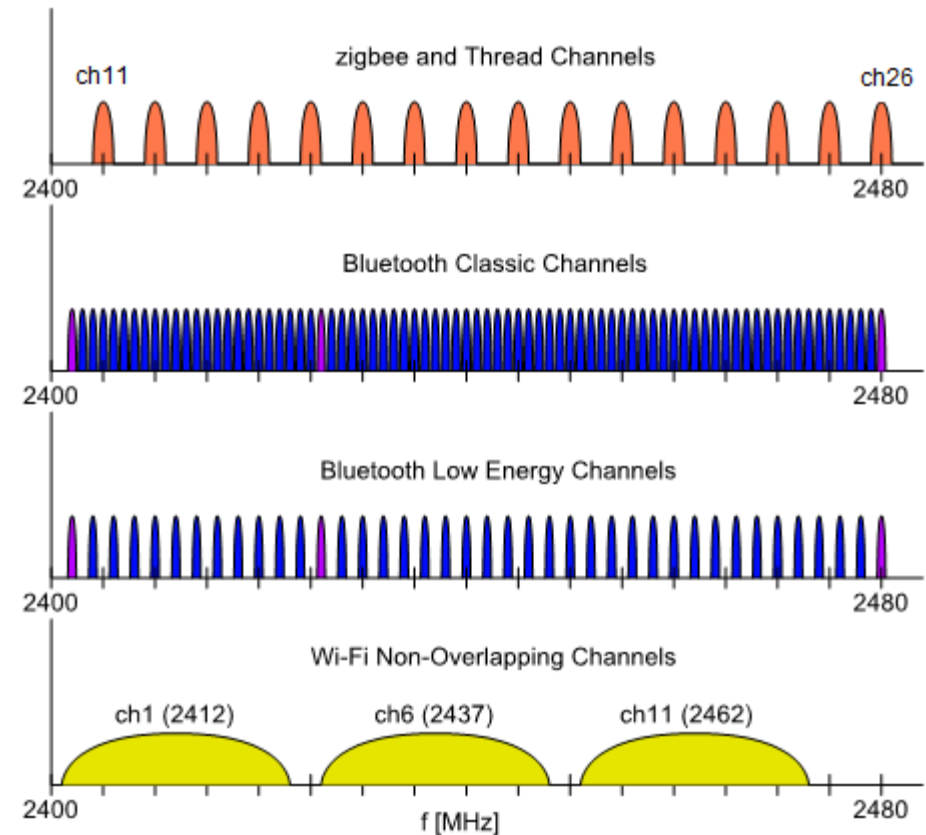 zigbee and Thread Channels
ch11
ch26
2400
2480
Bluetooth Classic Channels
2400
2480
Bluetooth Low Energy Channels
2400
2480
Wi-Fi Non-Overlapping Channels
ch1 (2412)
ch6 (2437)
ch11 (2462)
2400
2480
f [MHz]